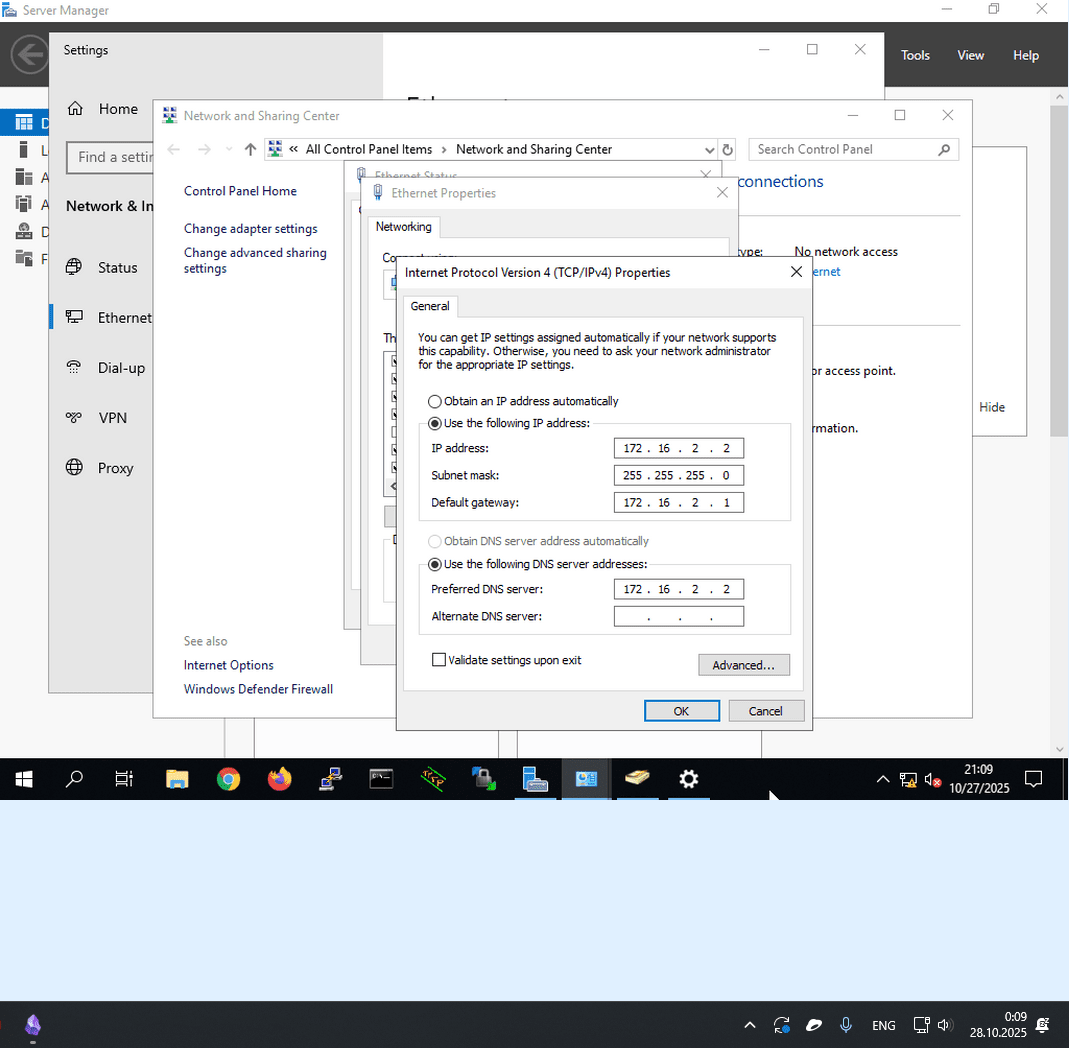 Server Manager
Settings
Tools
View
Help
Home
Network and Sharing Center
Find a settin
« All Control Panel Items › Network and Sharing Center
Search Control Panel
Ethernet Status
Control Panel Home
connections
Ethernet Properties
Network & In
Networking
Change adapter settings
Change advanced sharing
settings
ype:
No network access
ernet
Status
Internet Protocol Version 4 (TCP/IPv4) Properties
General
Ethernet
Th
You can get IP settings assigned automatically if your network supports
this capability. Otherwise, you need to ask your network administrator
for the appropriate IP settings.
Dial-up
or access point.
Obtain an IP address automatically
Hide
Use the following IP address:
VPN
rmation.
IP address:
172 . 16 . 2 . 2
Proxy
Subnet mask:
255 . 255 . 255 . 0
Default gateway:
172 . 16 . 2 . 1
Obtain DNS server address automatically
Use the following DNS server addresses:
Preferred DNS server:
172 . 16 . 2 . 2
Alternate DNS server:
. . .
See also
Validate settings upon exit
Advanced...
Internet Options
Windows Defender Firewall
OK
Cancel
21:09
10/27/2025
ENG
0:09
28.10.2025